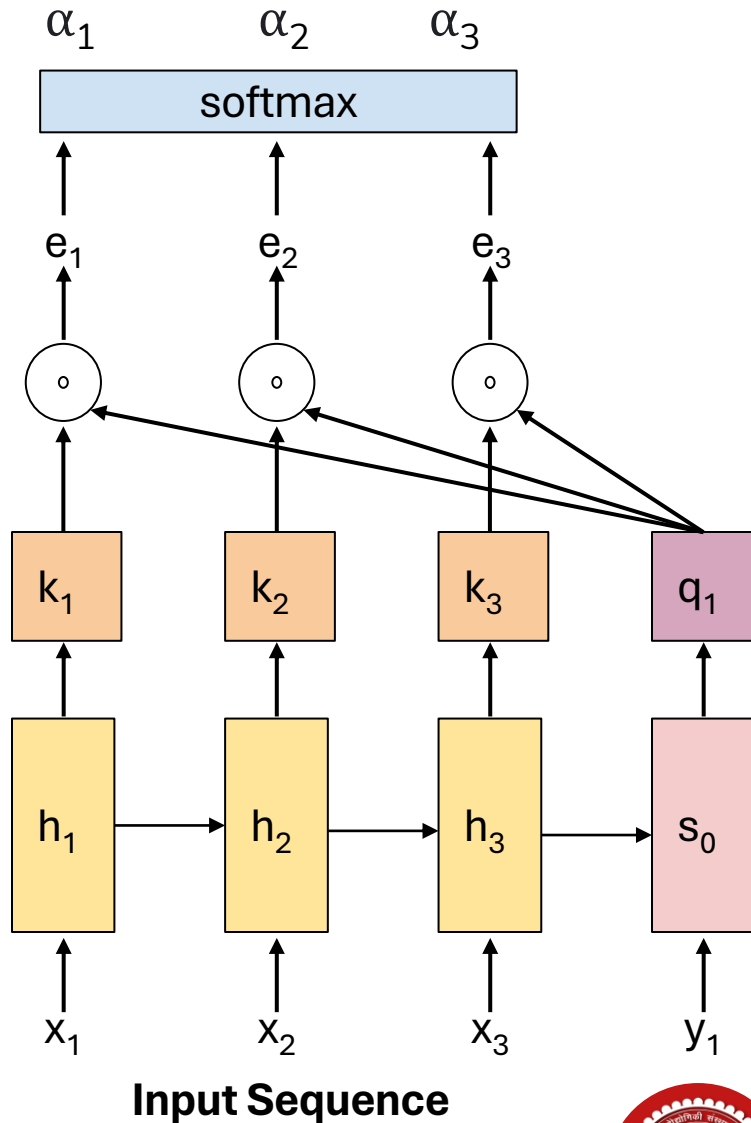 α₁ α₂ α₃
softmax
e₁ e₂ e₃
k₁ k₂ k₃ q₁
h₁ h₂ h₃ s₀
x₁ x₂ x₃ y₁
Input Sequence